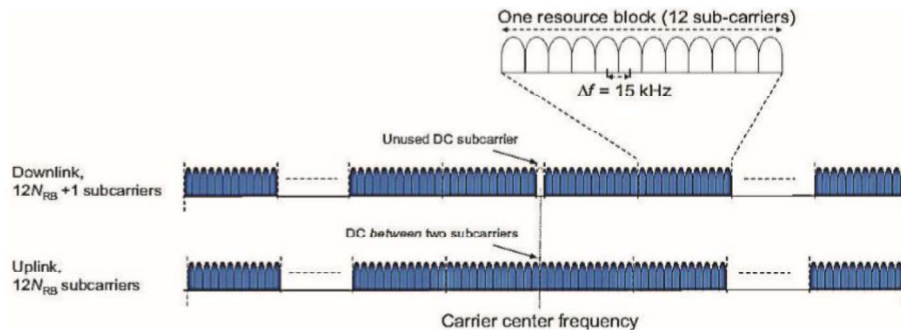 One resource block (12 sub-carriers)
Δf = 15 kHz
Unused DC subcarrier
Downlink,
12N_RB +1 subcarriers
DC between two subcarriers
Uplink,
12N_RB subcarriers
Carrier center frequency